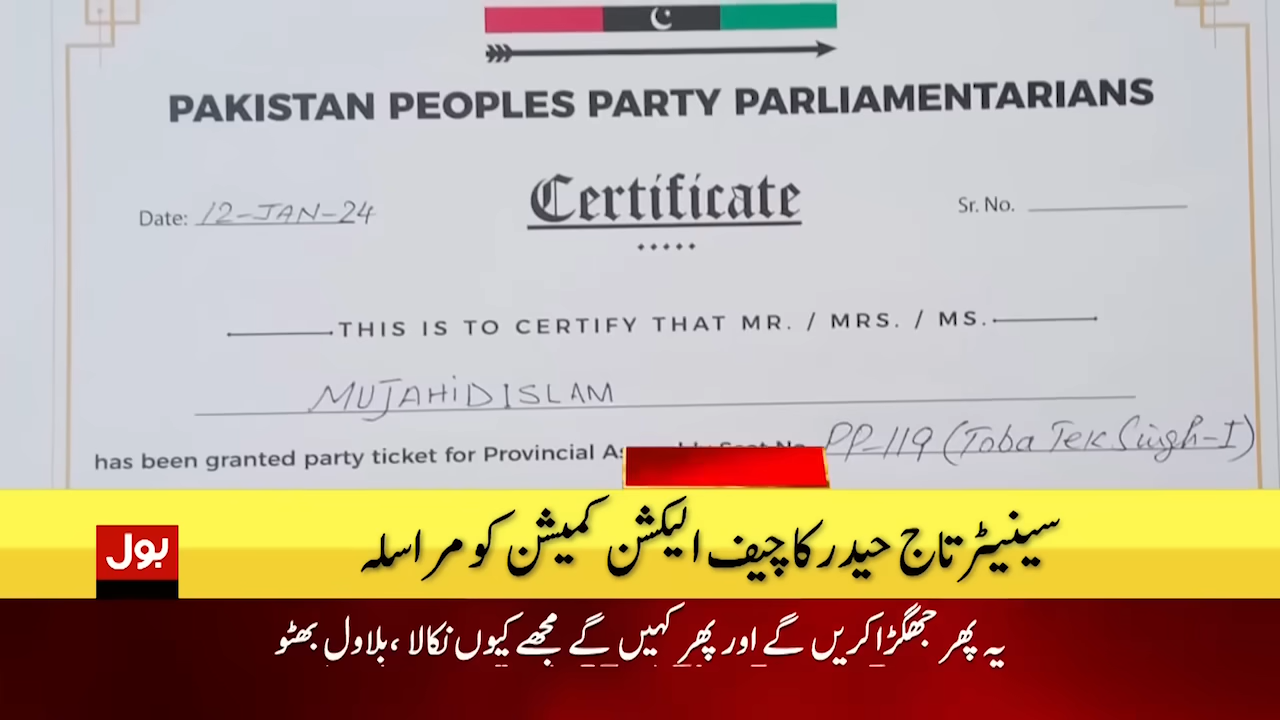 PAKISTAN PEOPLES PARTY PARLIAMENTARIANS
Certificate
Date: 12-JAN-24
Sr. No.
THIS IS TO CERTIFY THAT MR. / MRS. / MS.
MUJAHID ISLAM
has been granted party ticket for Provincial PP-119 (Toba Tek Singh-I)
سینیٹر تاج حیدر کا چیف الیکشن کمیشن کو مراسلہ
بول
یہ پھر جھگڑا کریں گے اور پھر کہیں گے مجھے کیوں نکالا ، بلاول بھٹو